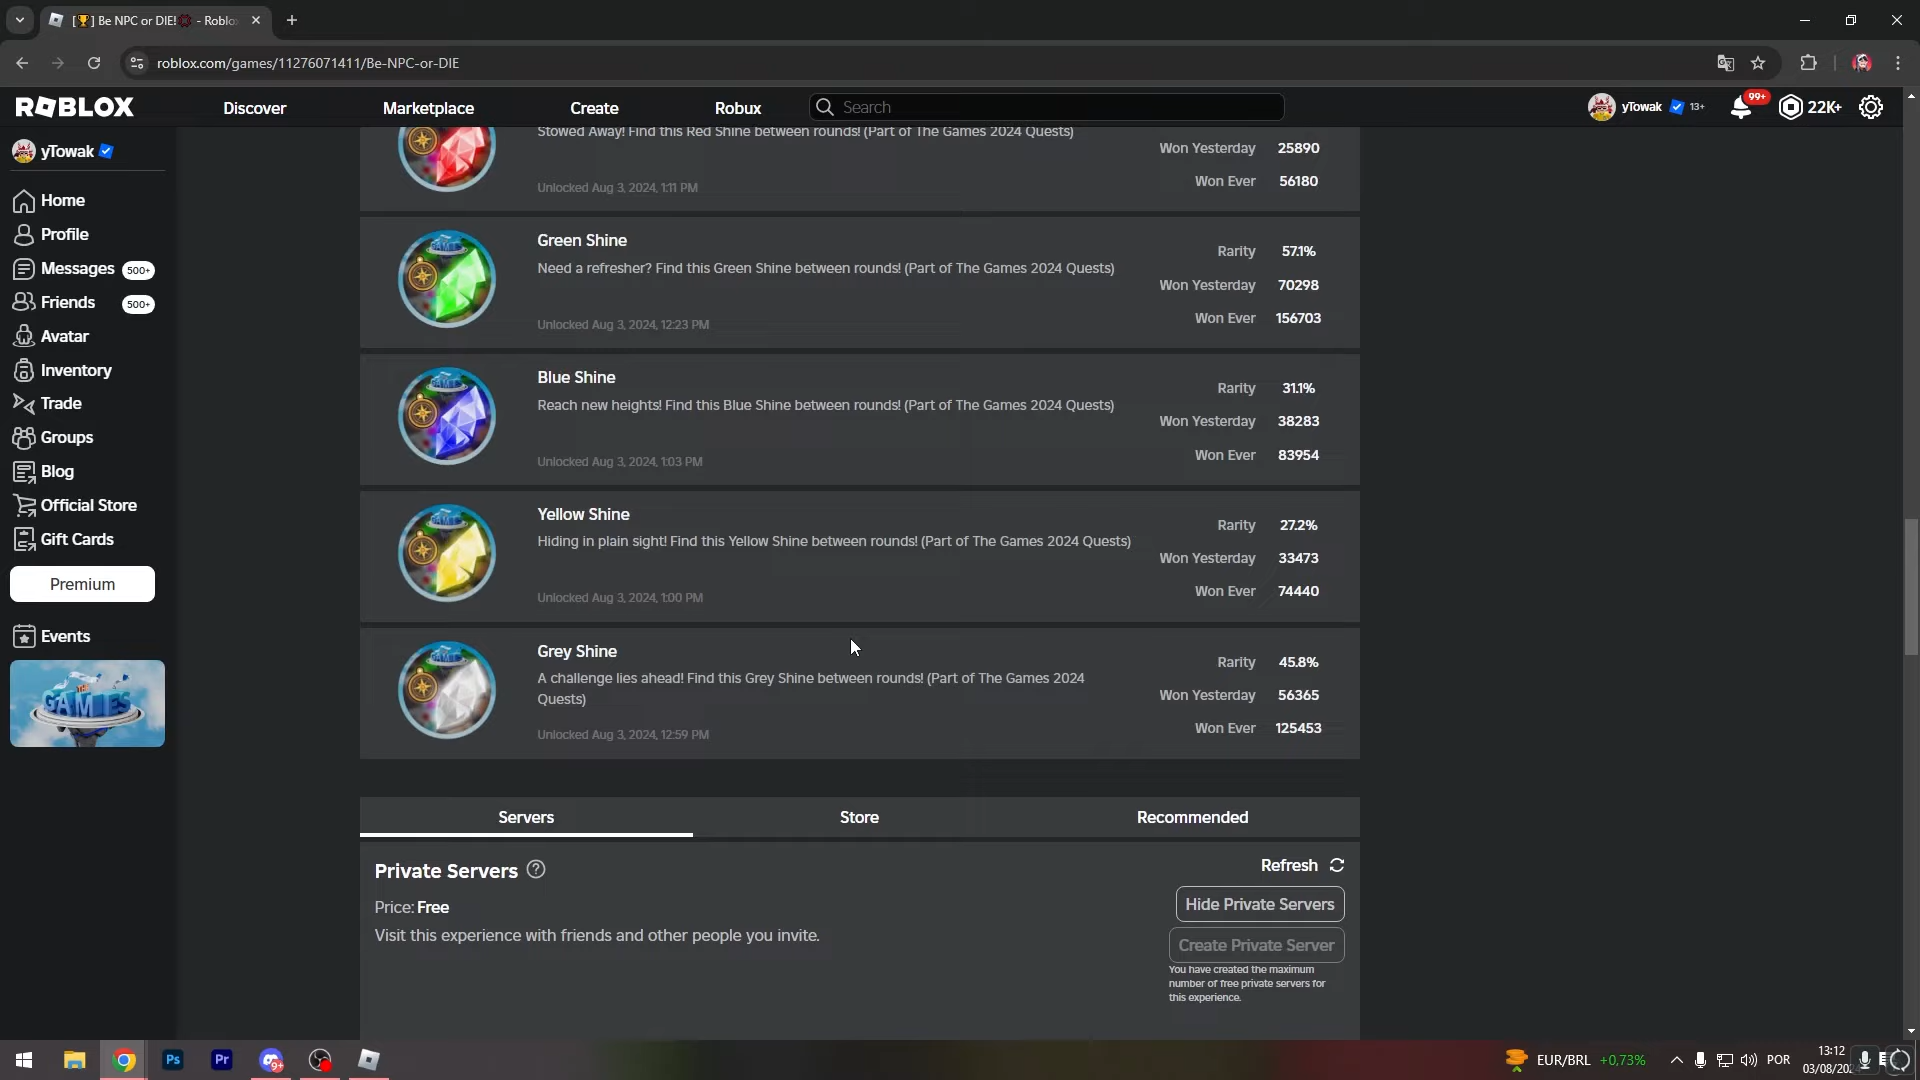 [🏆] Be NPC or DIE!💢 - Roblo
roblox.com/games/11276071411/Be-NPC-or-DIE
ROBLOX
Discover
Marketplace
Create
Robux
Search
yTowak
13+
99+
22K+
yTowak
Home
Profile
Messages 500+
Friends 500+
Avatar
Inventory
Trade
Groups
Blog
Official Store
Gift Cards
Premium
Events
THE GAMES
Stowed Away! Find this Red Shine between rounds! (Part of The Games 2024 Quests)
Unlocked Aug 3, 2024, 1:11 PM
Won Yesterday 25890
Won Ever 56180
Green Shine
Need a refresher? Find this Green Shine between rounds! (Part of The Games 2024 Quests)
Unlocked Aug 3, 2024, 12:23 PM
Rarity 57.1%
Won Yesterday 70298
Won Ever 156703
Blue Shine
Reach new heights! Find this Blue Shine between rounds! (Part of The Games 2024 Quests)
Unlocked Aug 3, 2024, 1:03 PM
Rarity 31.1%
Won Yesterday 38283
Won Ever 83954
Yellow Shine
Hiding in plain sight! Find this Yellow Shine between rounds! (Part of The Games 2024 Quests)
Unlocked Aug 3, 2024, 1:00 PM
Rarity 27.2%
Won Yesterday 33473
Won Ever 74440
Grey Shine
A challenge lies ahead! Find this Grey Shine between rounds! (Part of The Games 2024
Quests)
Unlocked Aug 3, 2024, 12:59 PM
Rarity 45.8%
Won Yesterday 56365
Won Ever 125453
Servers
Store
Recommended
Private Servers
Refresh
Price: Free
Visit this experience with friends and other people you invite.
Hide Private Servers
Create Private Server
You have created the maximum
number of free private servers for
this experience.
Ps
Pr
9+
EUR/BRL +0,73%
POR
13:12
03/08/202